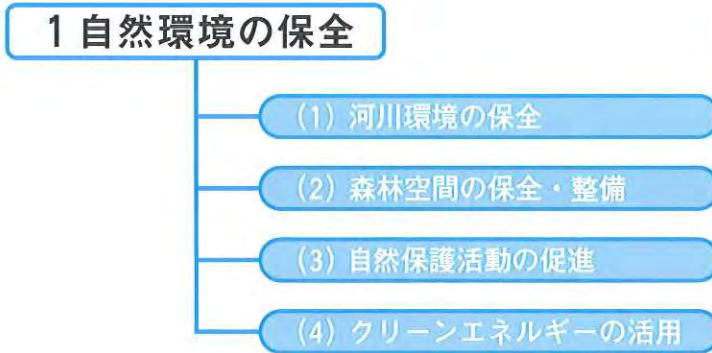 1 自然環境の保全
(1) 河川環境の保全
(2) 森林空間の保全・整備
(3) 自然保護活動の促進
(4) クリーンエネルギーの活用